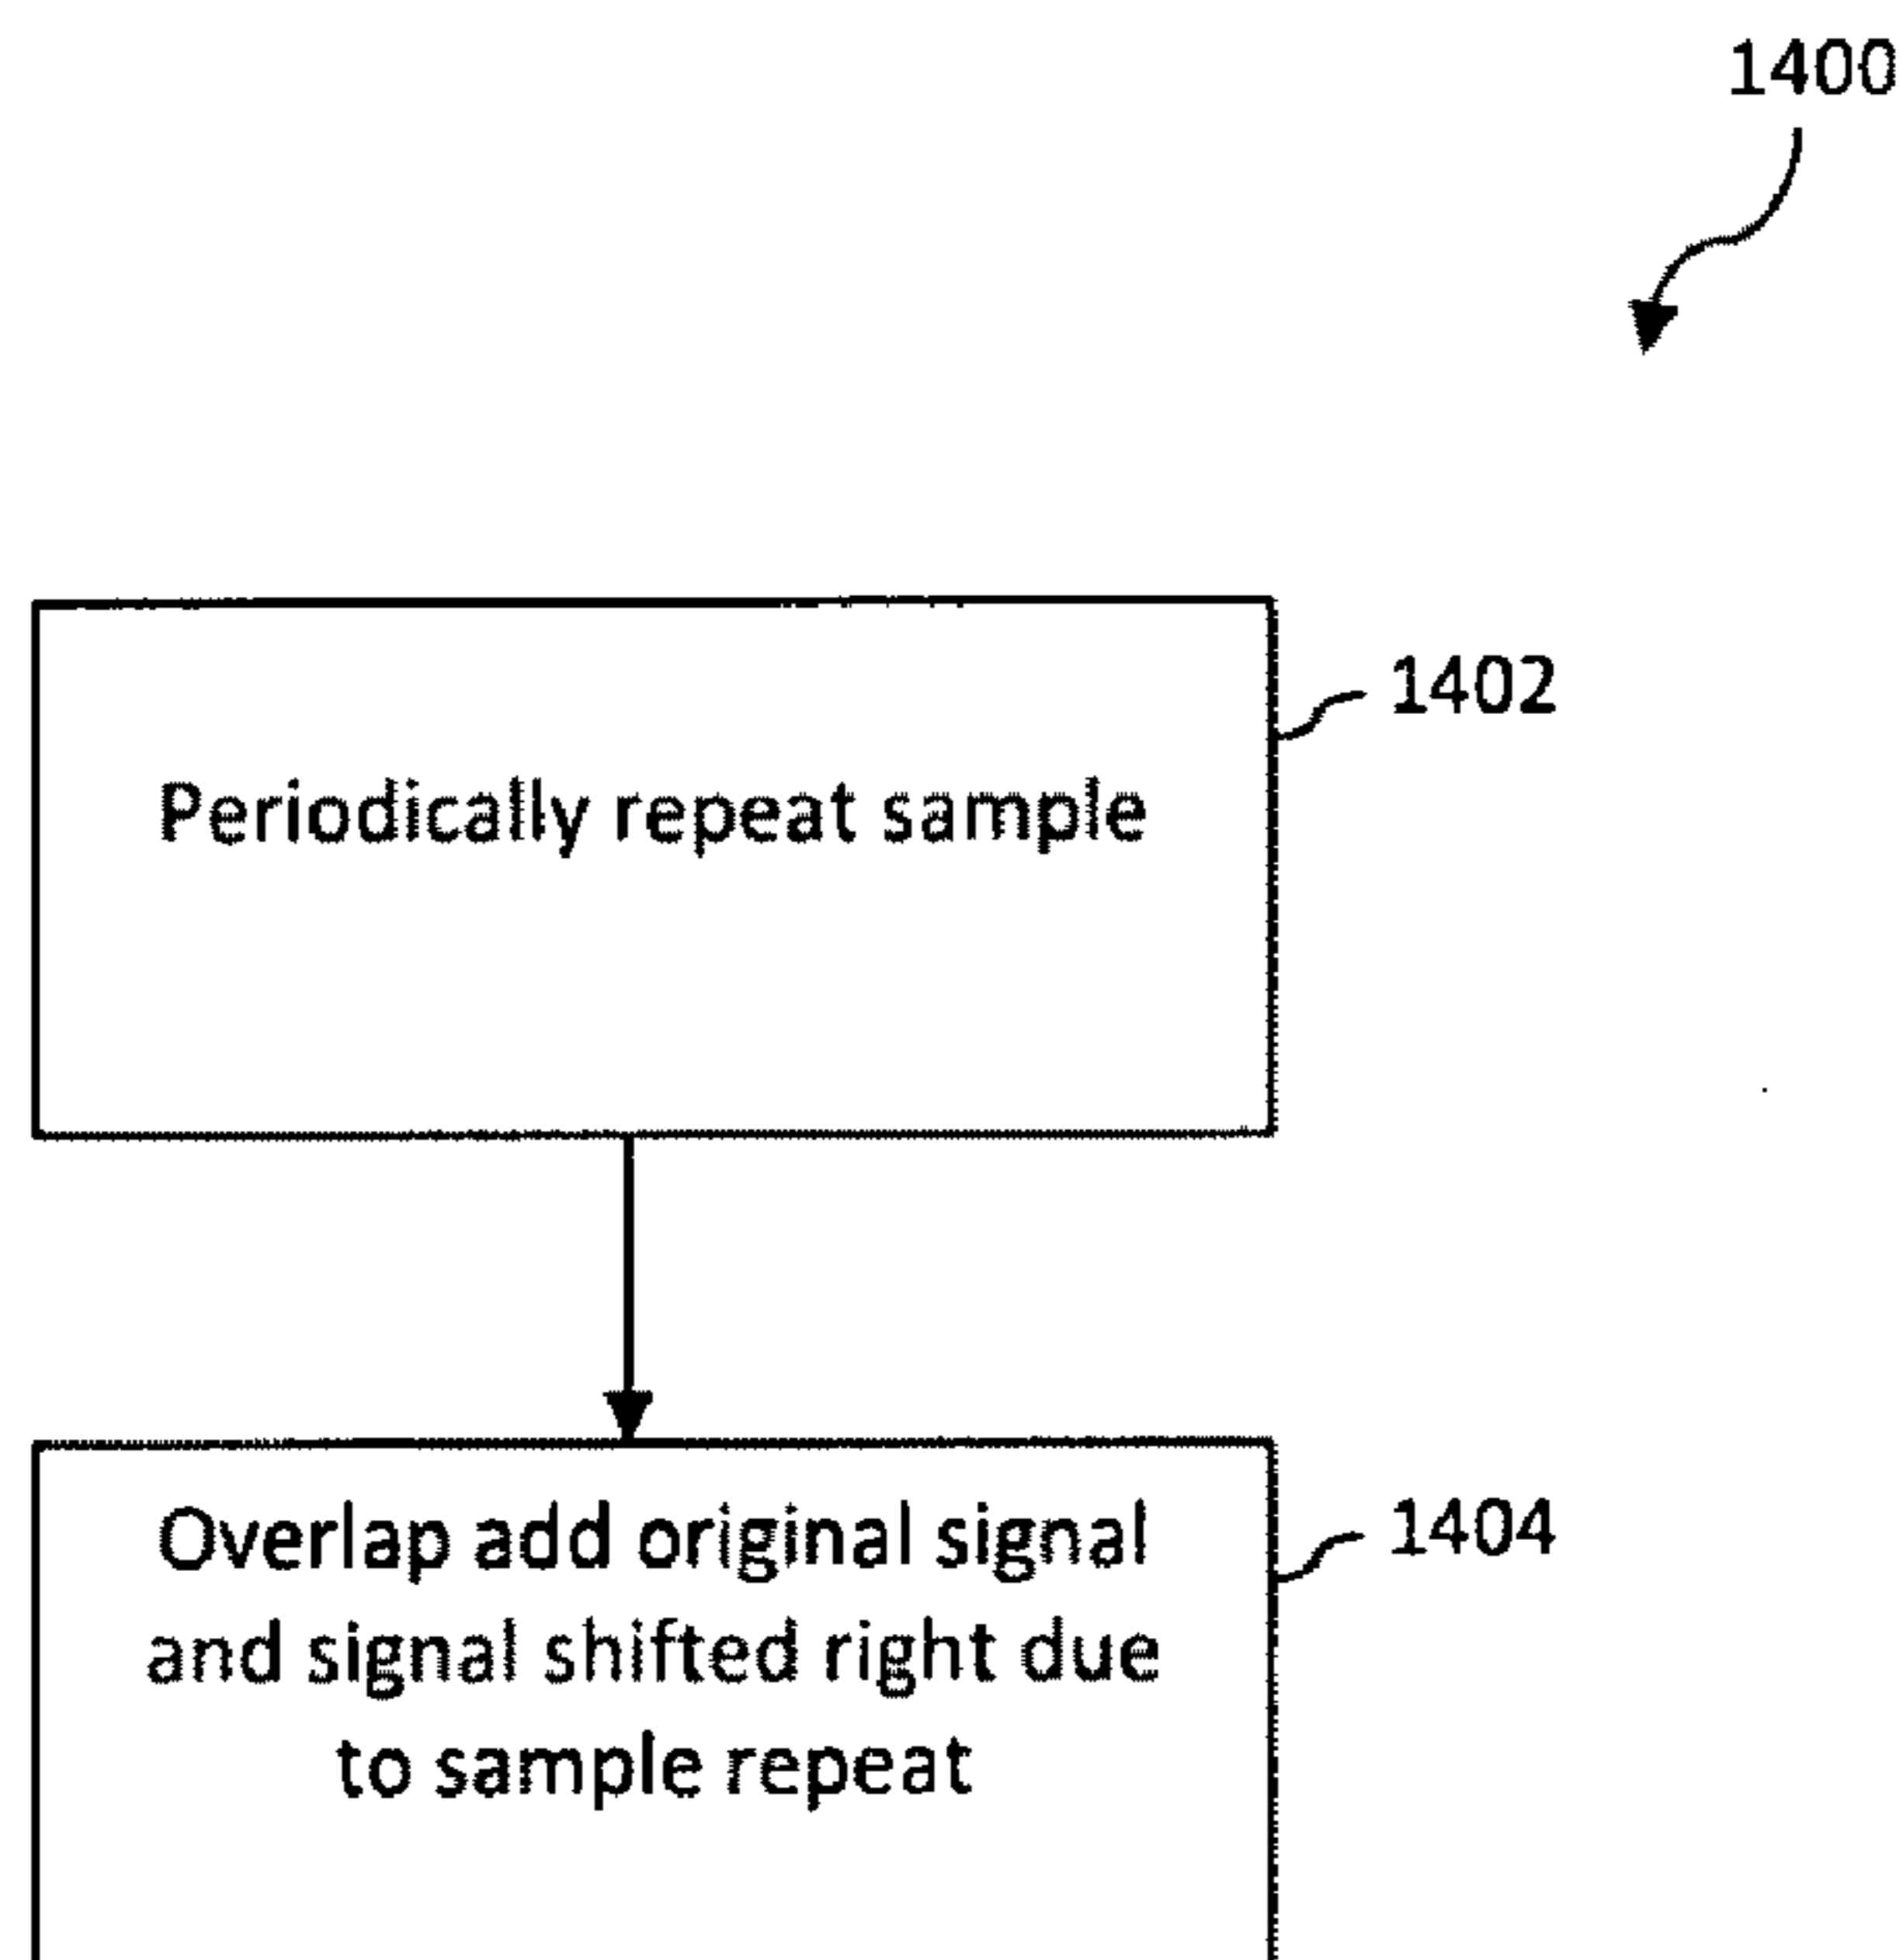 1400
1402
Periodically repeat sample
Overlap add original signal
1404
and signal shifted right due
to sample repeat